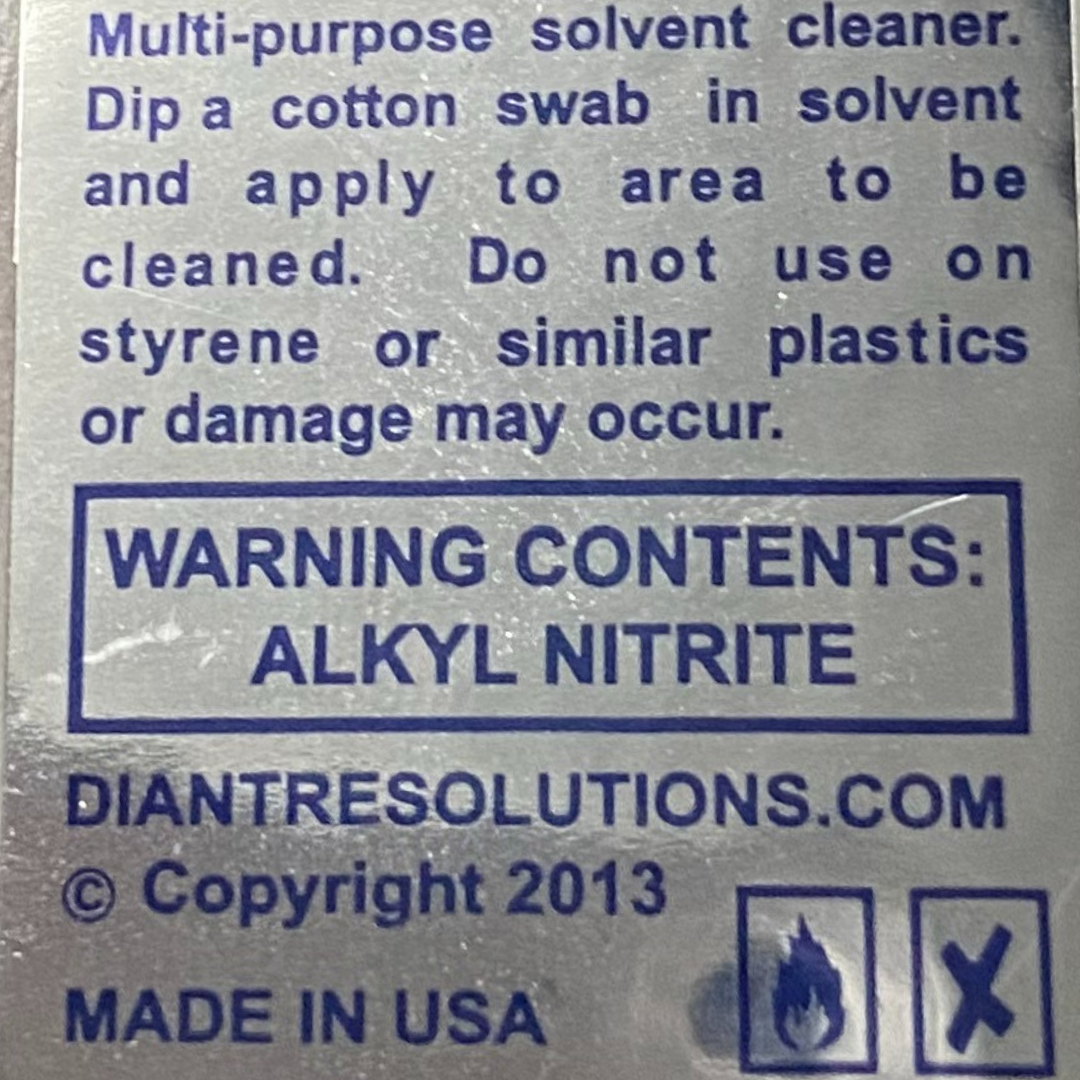 Multi-purpose solvent cleaner.
Dip a cotton swab in solvent
and apply to area to be
cleaned. Do not use on
styrene or similar plastics
or damage may occur.
WARNING CONTENTS:
ALKYL NITRITE
DIANTRESOLUTIONS.COM
© Copyright 2013
MADE IN USA